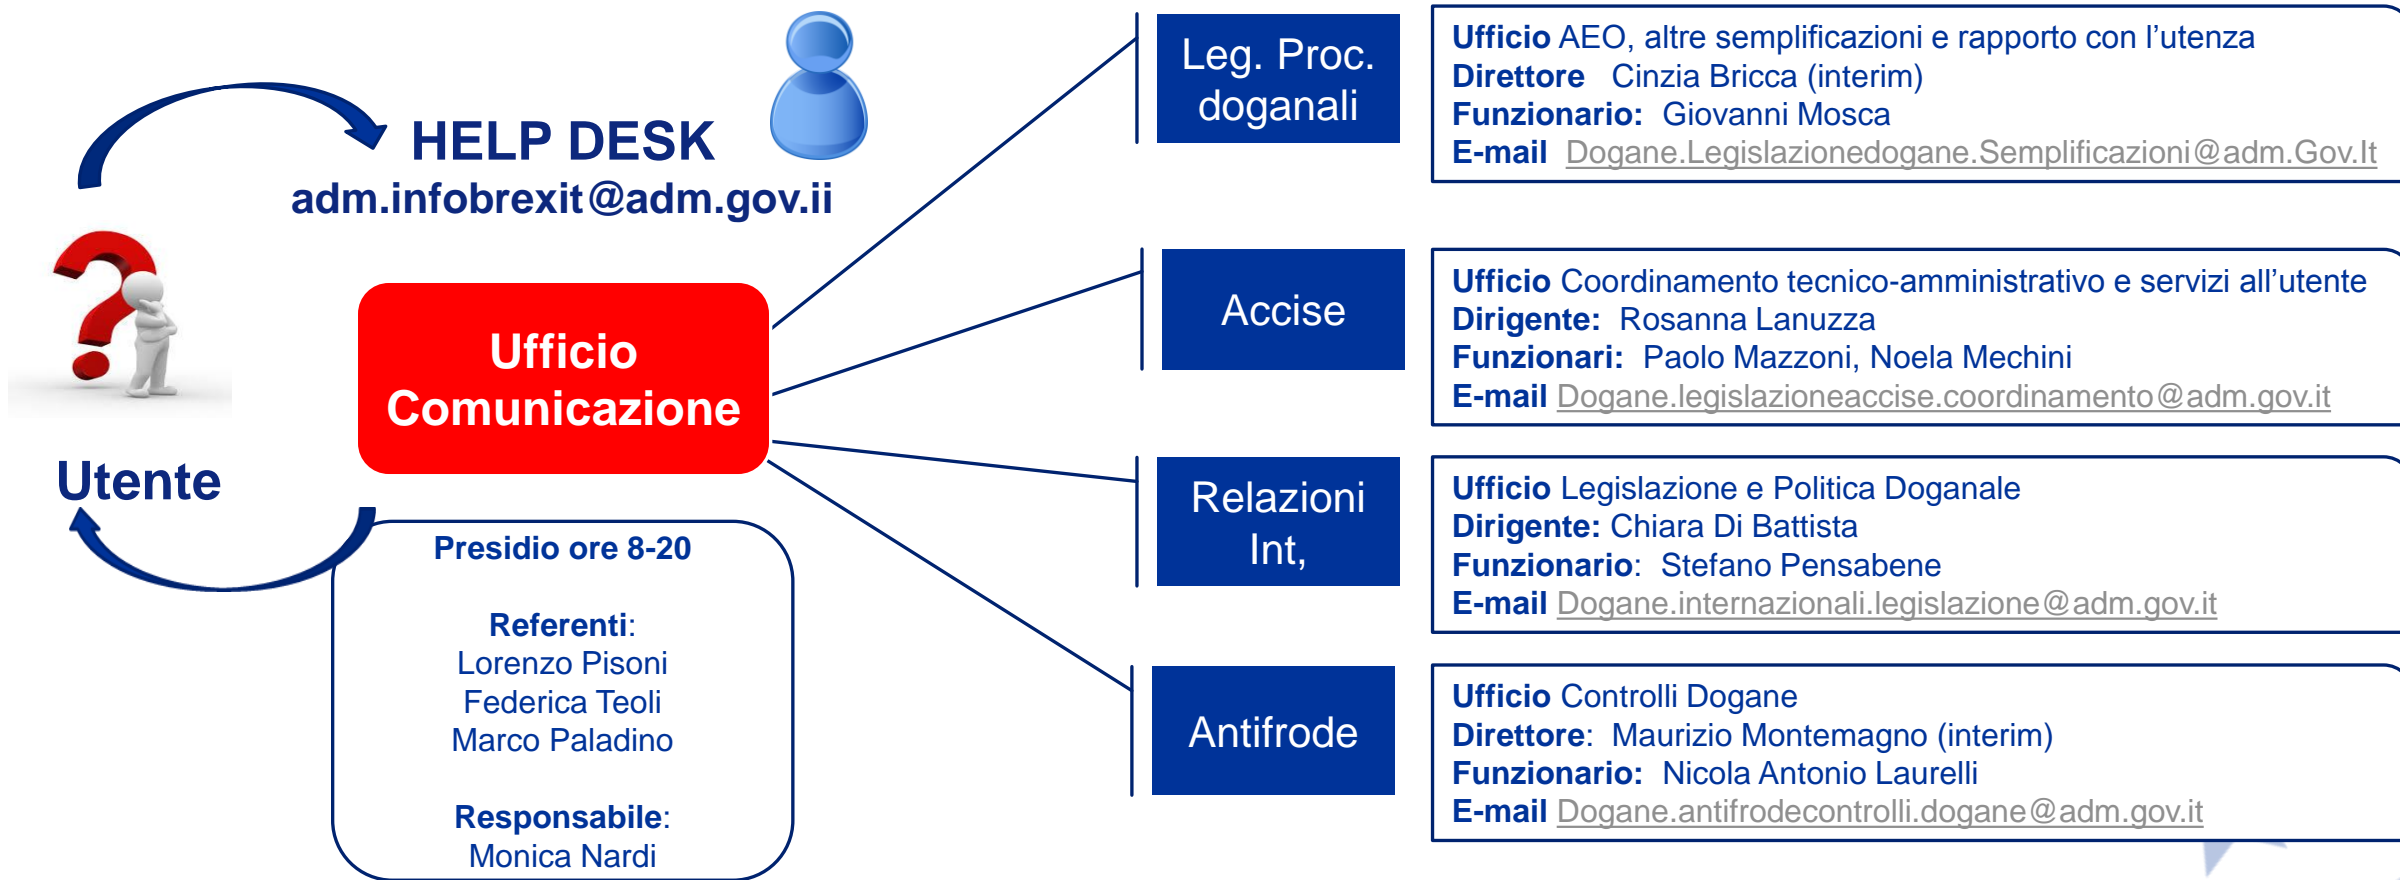 HELP DESK
adm.infobrexit@adm.gov.ii
Utente
Ufficio
Comunicazione
Presidio ore 8-20
Referenti:
Lorenzo Pisoni
Federica Teoli
Marco Paladino
Responsabile:
Monica Nardi
Leg. Proc.
doganali
Ufficio AEO, altre semplificazioni e rapporto con l’utenza
Direttore Cinzia Bricca (interim)
Funzionario: Giovanni Mosca
E-mail Dogane.Legislazionedogane.Semplificazioni@adm.Gov.It
Accise
Ufficio Coordinamento tecnico-amministrativo e servizi all’utente
Dirigente: Rosanna Lanuzza
Funzionari: Paolo Mazzoni, Noela Mechini
E-mail Dogane.legislazioneaccise.coordinamento@adm.gov.it
Relazioni
Int,
Ufficio Legislazione e Politica Doganale
Dirigente: Chiara Di Battista
Funzionario: Stefano Pensabene
E-mail Dogane.internazionali.legislazione@adm.gov.it
Antifrode
Ufficio Controlli Dogane
Direttore: Maurizio Montemagno (interim)
Funzionario: Nicola Antonio Laurelli
E-mail Dogane.antifrodecontrolli.dogane@adm.gov.it